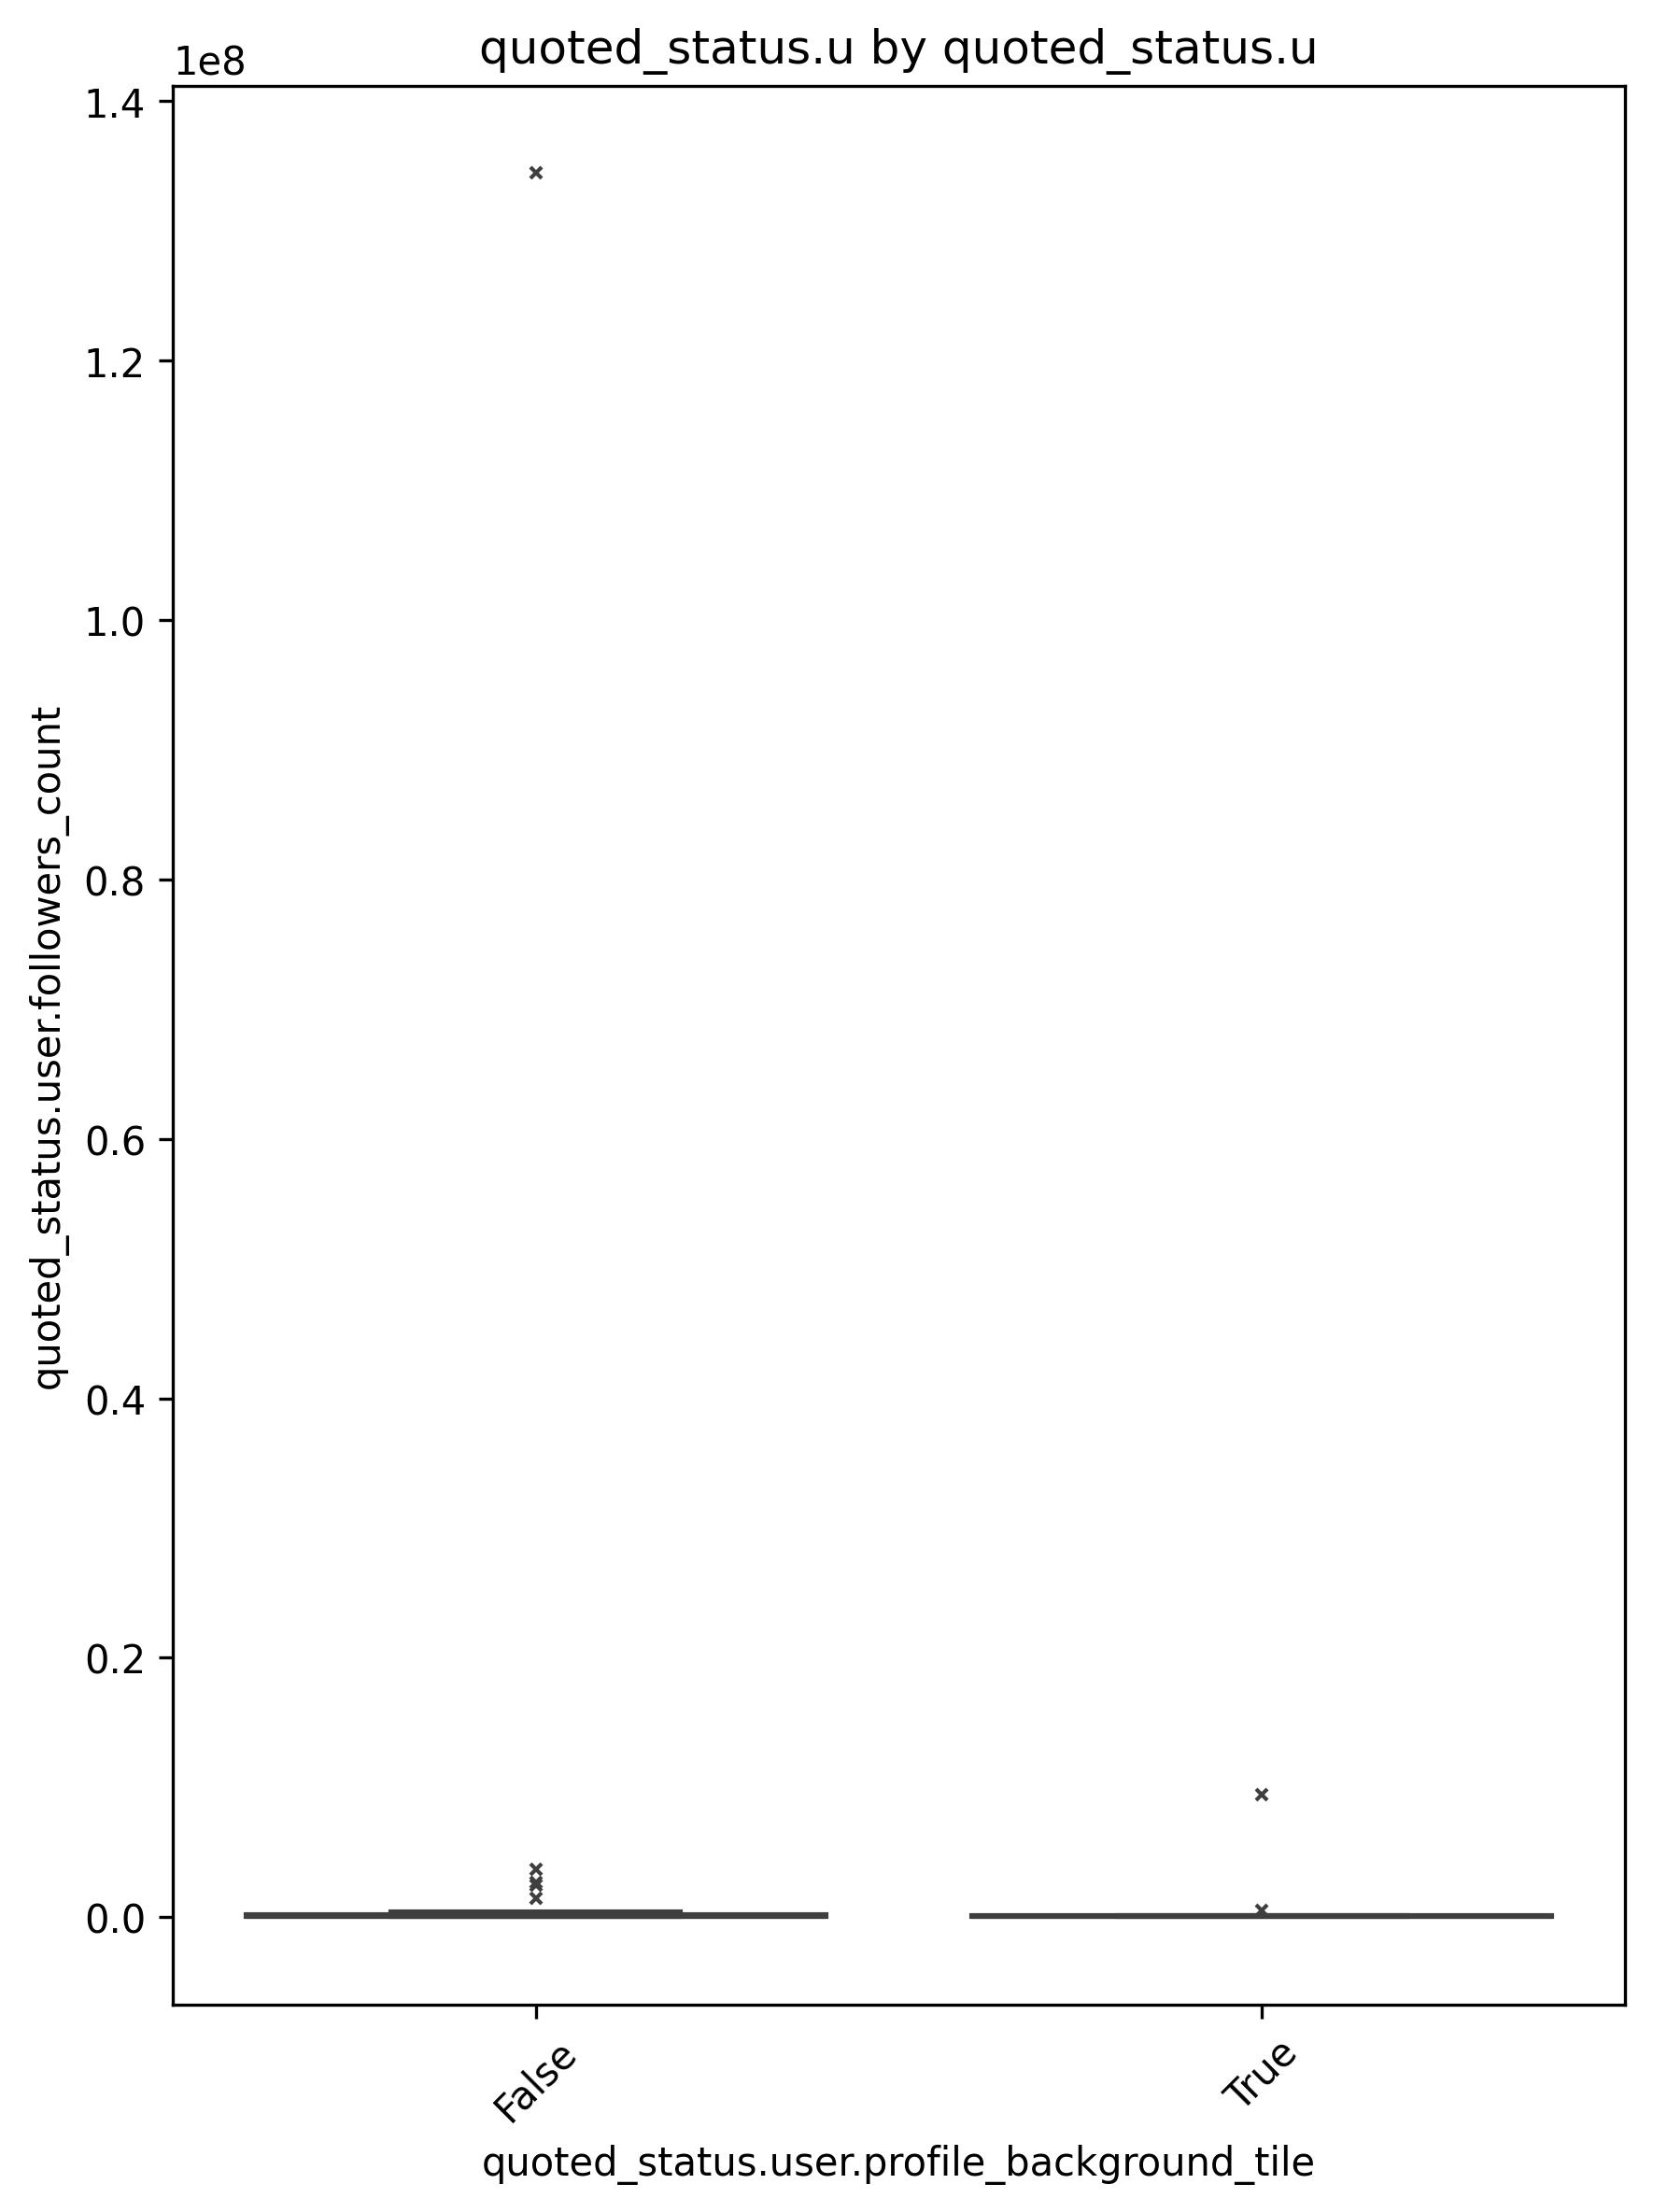 quoted_status.u by quoted_status.u
1e8
1.4
1.2
1.0
0.8
0.6
0.4
0.2
0.0
quoted_status.user.followers_count
False
True
quoted_status.user.profile_background_tile